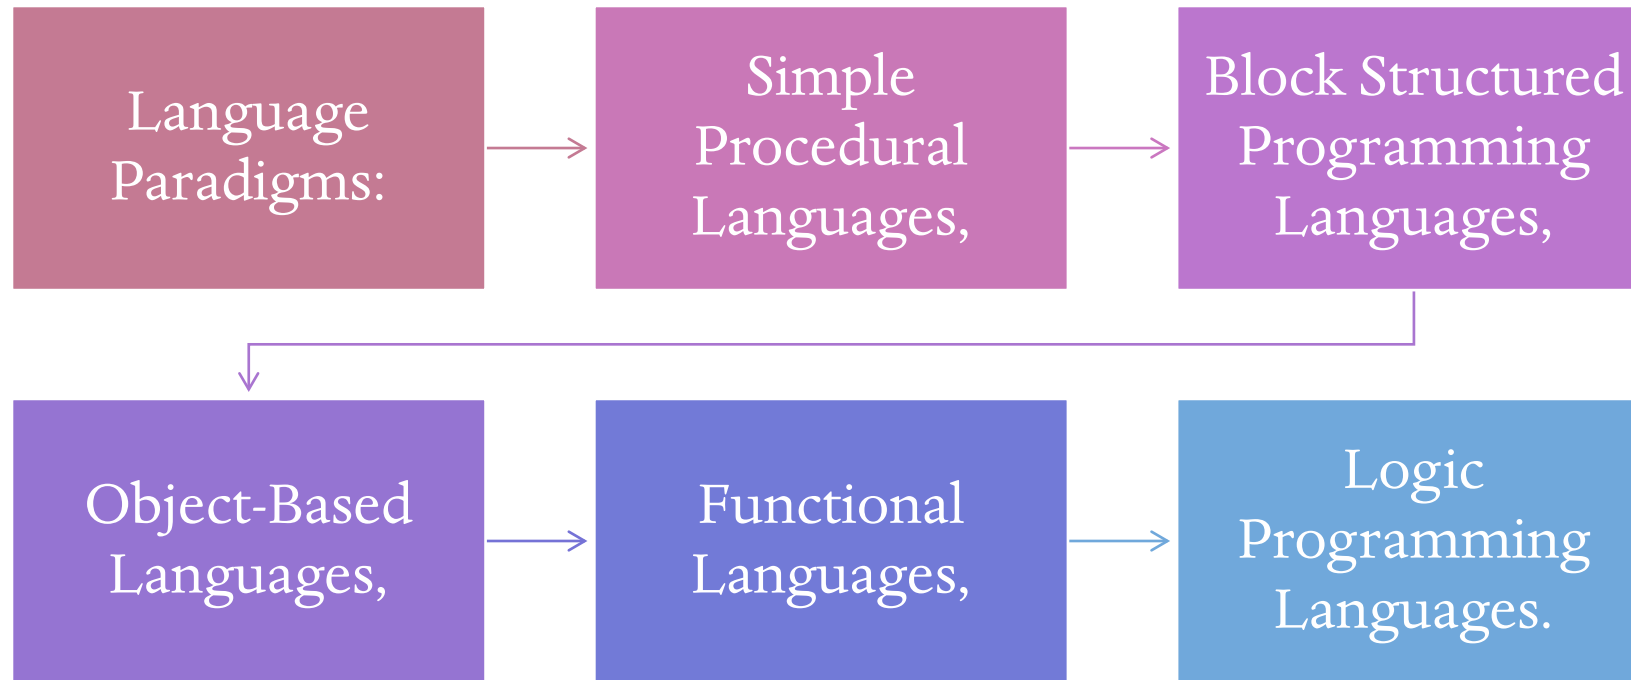 Language
Paradigms:
Simple
Procedural
Languages,
Block Structured
Programming
Languages,
Object-Based
Languages,
Functional
Languages,
Logic
Programming
Languages.